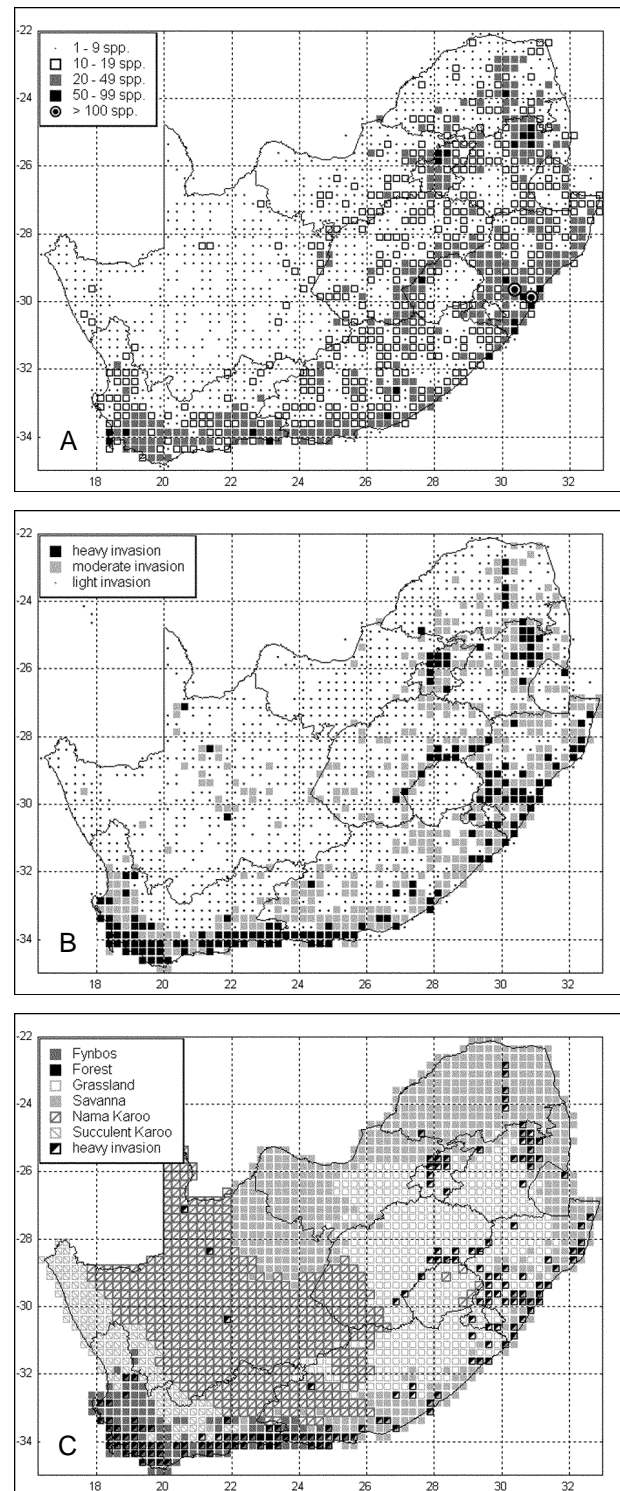 -22
1 - 9 spp.
10 - 19 spp.
20 - 49 spp.
50 - 99 spp.
> 100 spp.
-24
26
28
30
32
34
A
18 20 22 24 26 28 30 32
-22
heavy invasion
moderate invasion
light invasion
-24
26
28
30
32
34
B
18 20 22 24 26 28 30 32
-22
Fynbos
Forest
Grassland
Savanna
Nama Karoo
Succulent Karoo
heavy invasion
-24
26
28
30
32
34
C
18 20 22 24 26 28 30 32